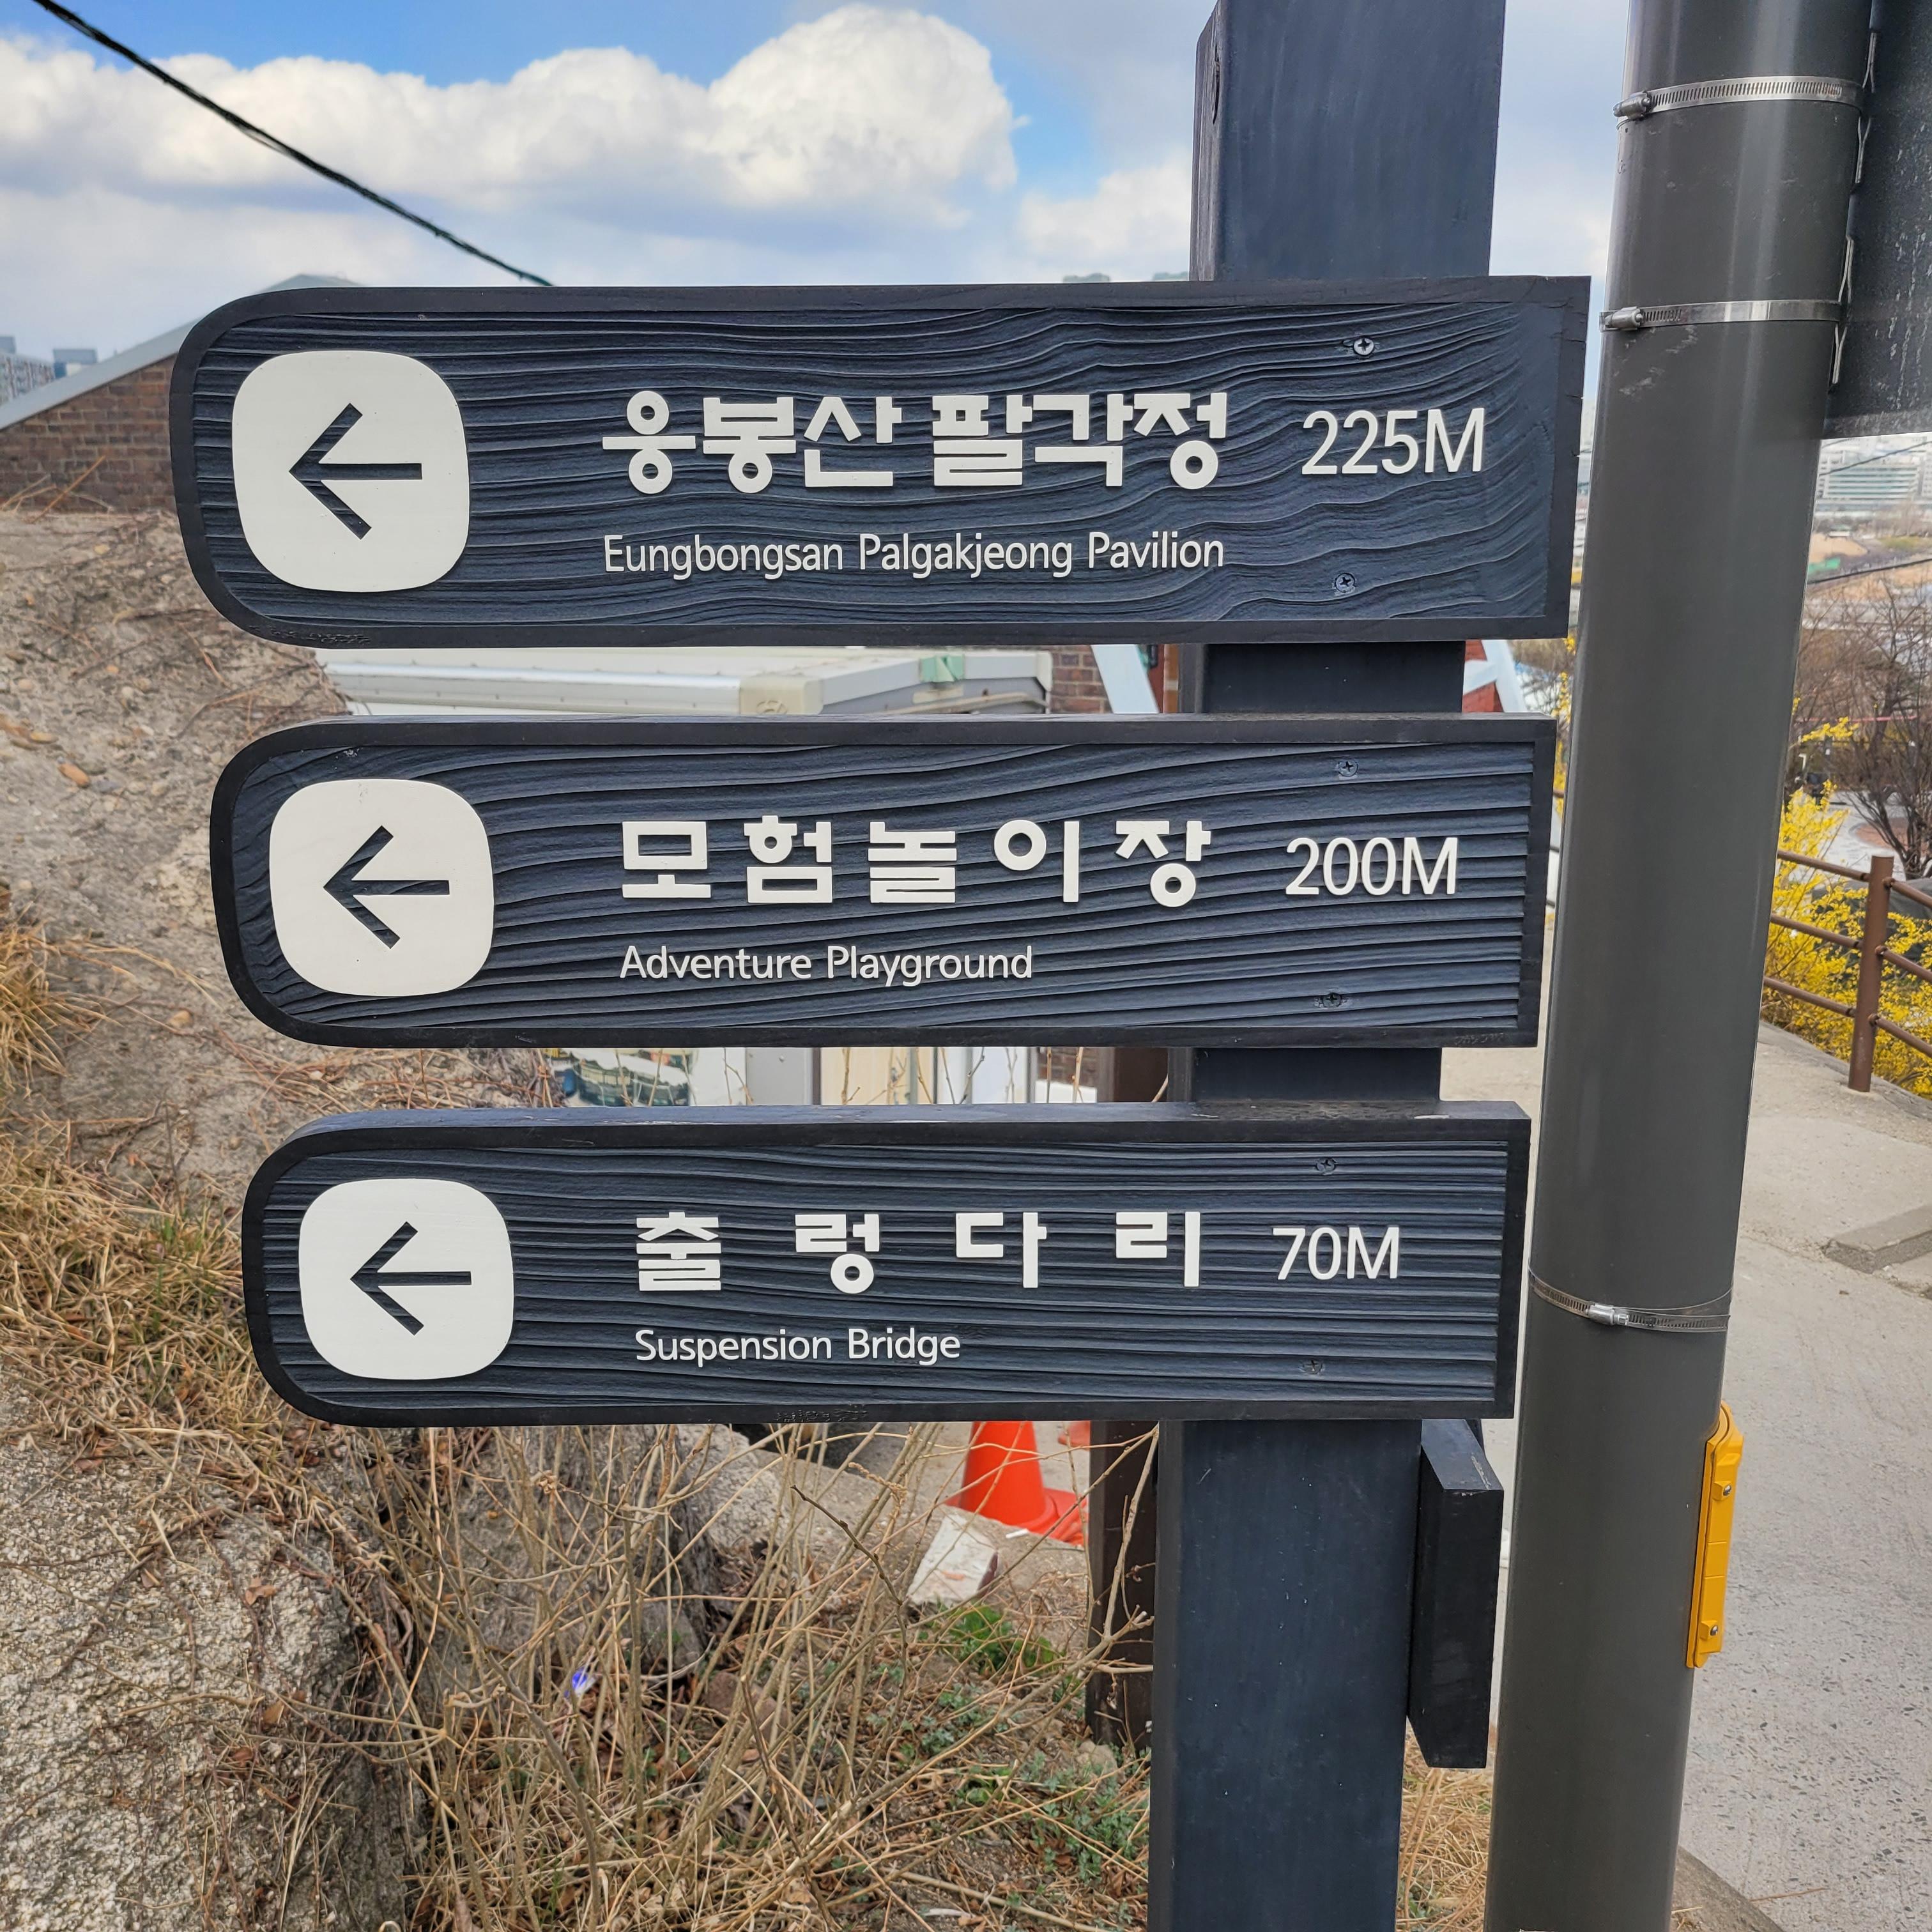 응봉산 팔각정 225M
Eungbongsan Palgakjeong Pavilion
모험놀이장 200M
Adventure Playground
출렁다리 70M
Suspension Bridge